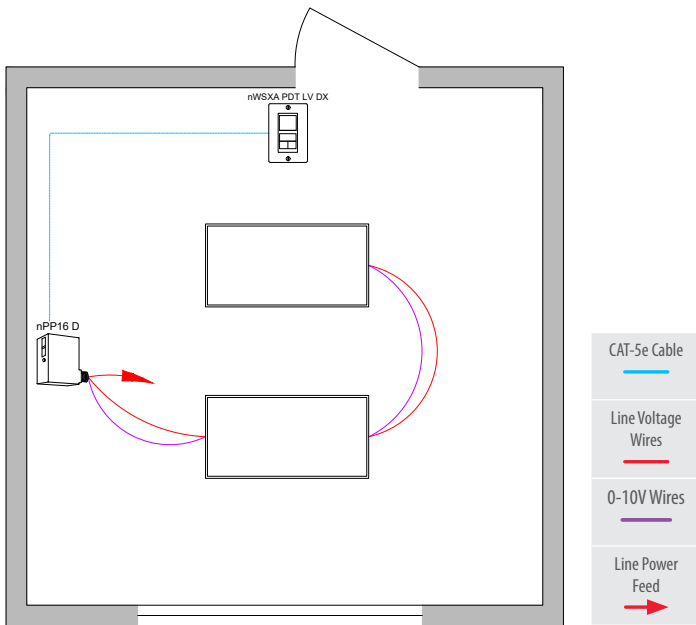 nWSXA PDT LV DX
nPP16 D
CAT-5e Cable
Line Voltage
Wires
0-10V Wires
Line Power
Feed